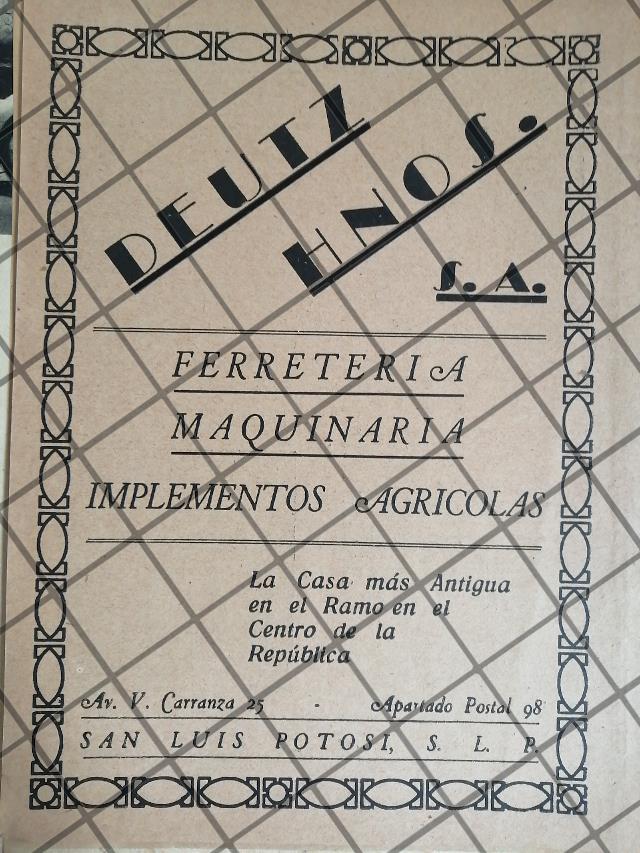 DEUTZ
HNOS.
S. A.
FERRETERIA
MAQUINARIA
IMPLEMENTOS AGRICOLAS
La Casa más Antigua
en el Ramo en el
Centro de la
República
Av. V. Carranza 25 - Apartado Postal 98
SAN LUIS POTOSI, S. L. P.